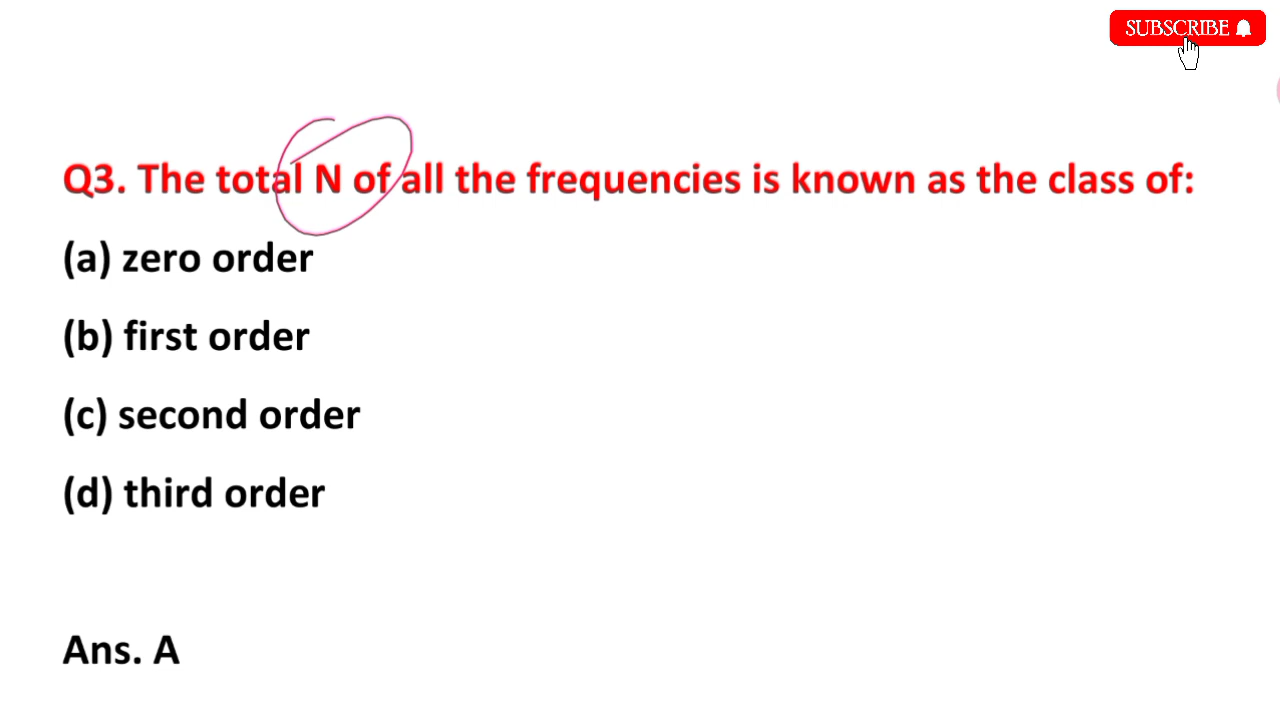 SUBSCRIBE
Q3. The total N of all the frequencies is known as the class of:
(a) zero order
(b) first order
(c) second order
(d) third order
Ans. A